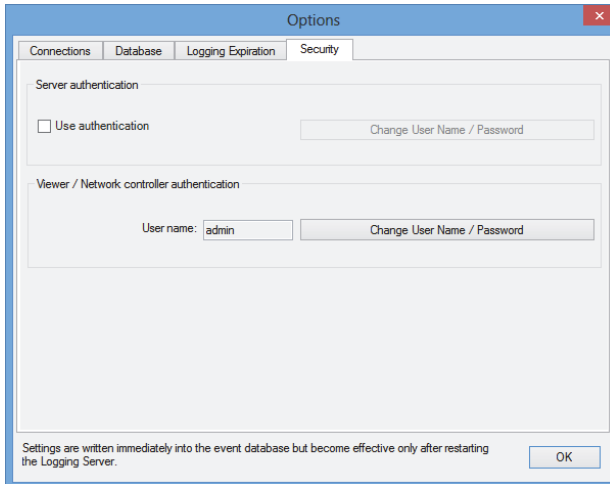 Options
Connections Database Logging Expiration Security
Server authentication
Use authentication Change User Name / Password
Viewer / Network controller authentication
User name: admin Change User Name / Password
Settings are written immediately into the event database but become effective only after restarting
the Logging Server.
OK